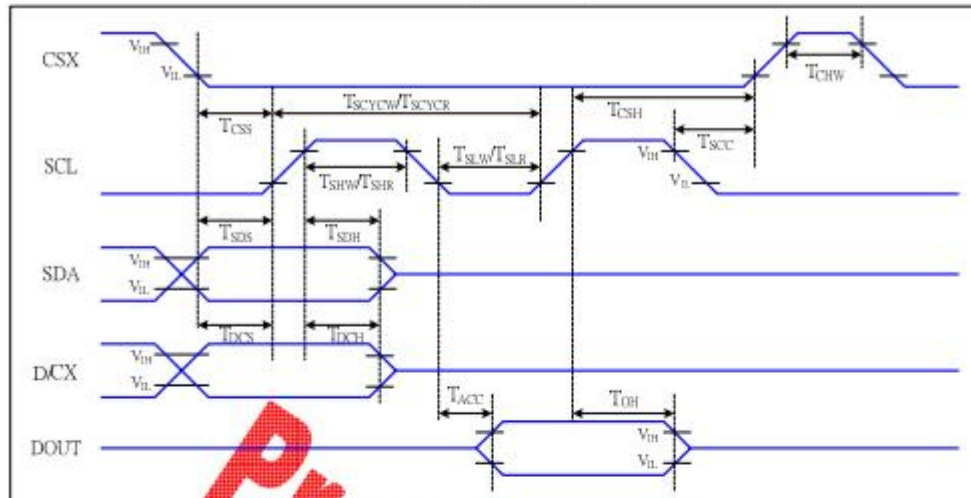 CSX
VIH
VIL
TCHW
TSCYCW/TSCYCR
TCSS
TCSH
SCL
TSHW/TSHR
TSLW/TSLR
VIH
TSCC
VIL
TSDS
TSDH
SDA
VIH
VIL
TDCS
TDCH
D/CX
VIH
VIL
TACC
TOH
DOUT
VIH
VIL
Pr